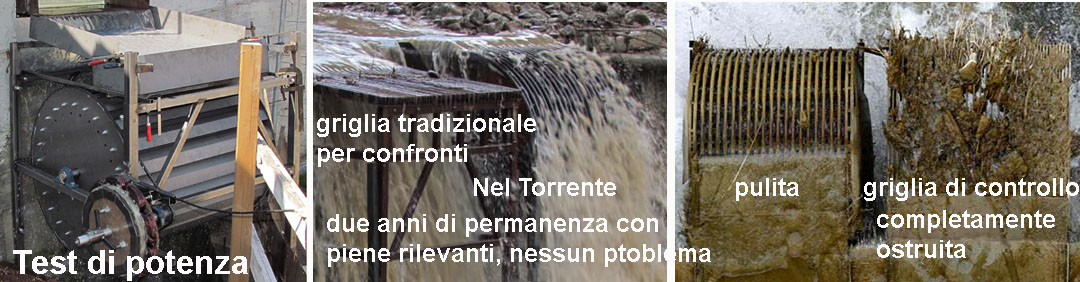 Test di potenza
griglia tradizionale
per confronti
Nel Torrente
due anni di permanenza con
piene rilevanti, nessun ptoblema
pulita
griglia di controllo
completamente
ostruita